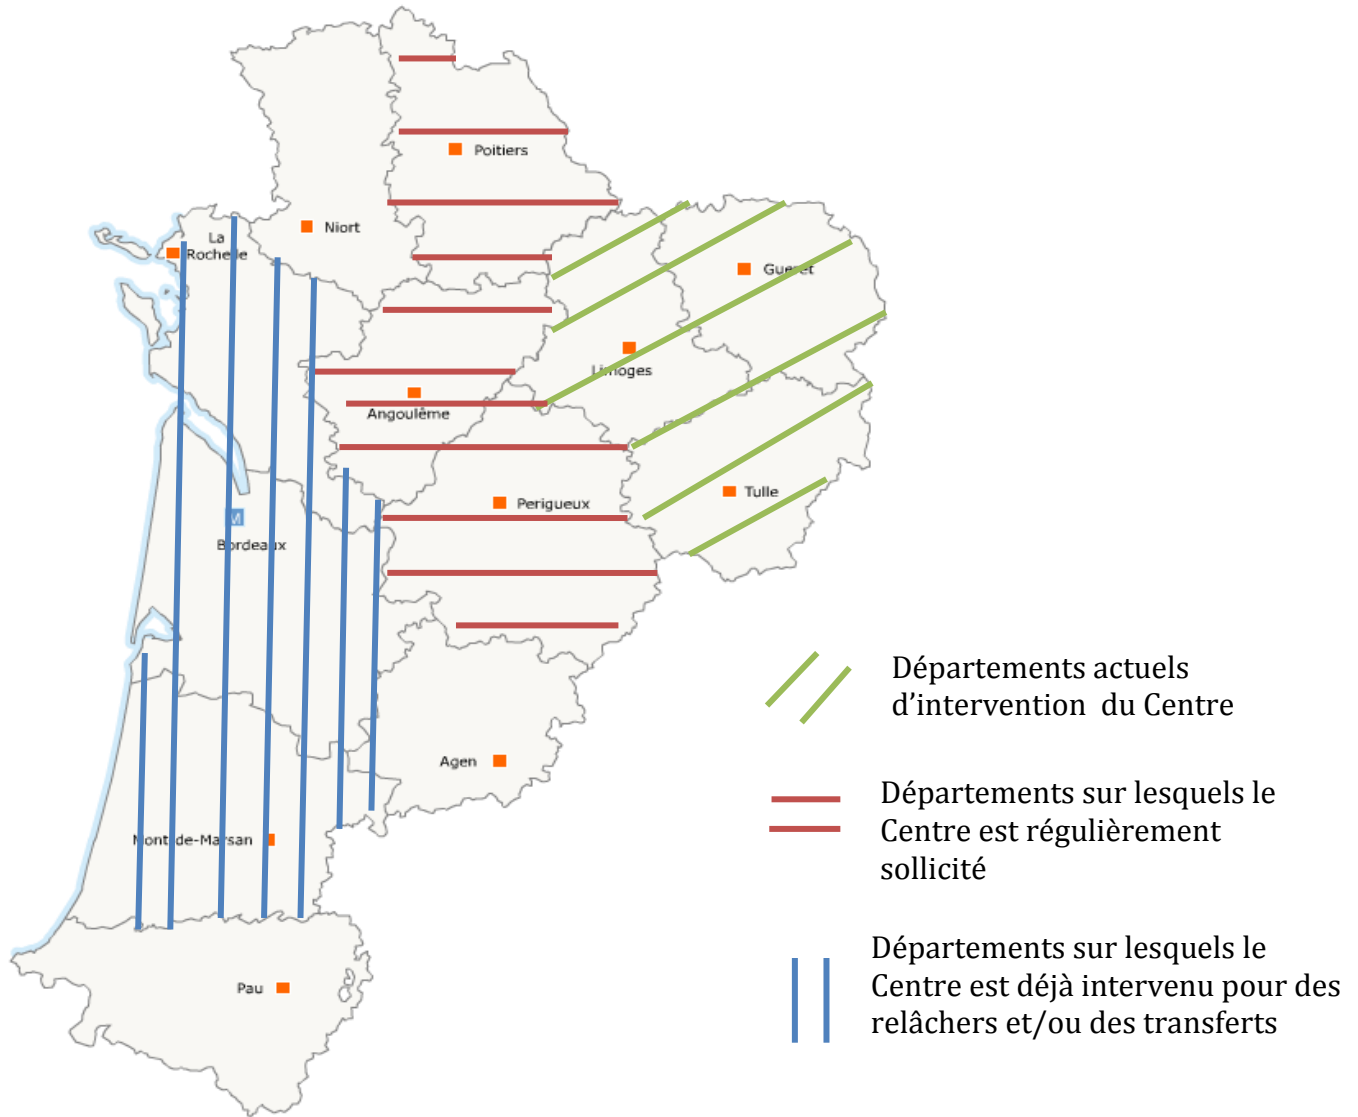 Poitiers
Niort
La
Rochelle
Gueret
Limoges
Angoulême
Tulle
Perigueux
M
Bordeaux
Agen
Mont-de-Marsan
Pau
Départements actuels
d’intervention du Centre
Départements sur lesquels le
Centre est régulièrement
sollicité
Départements sur lesquels le
Centre est déjà intervenu pour des
relâchers et/ou des transferts